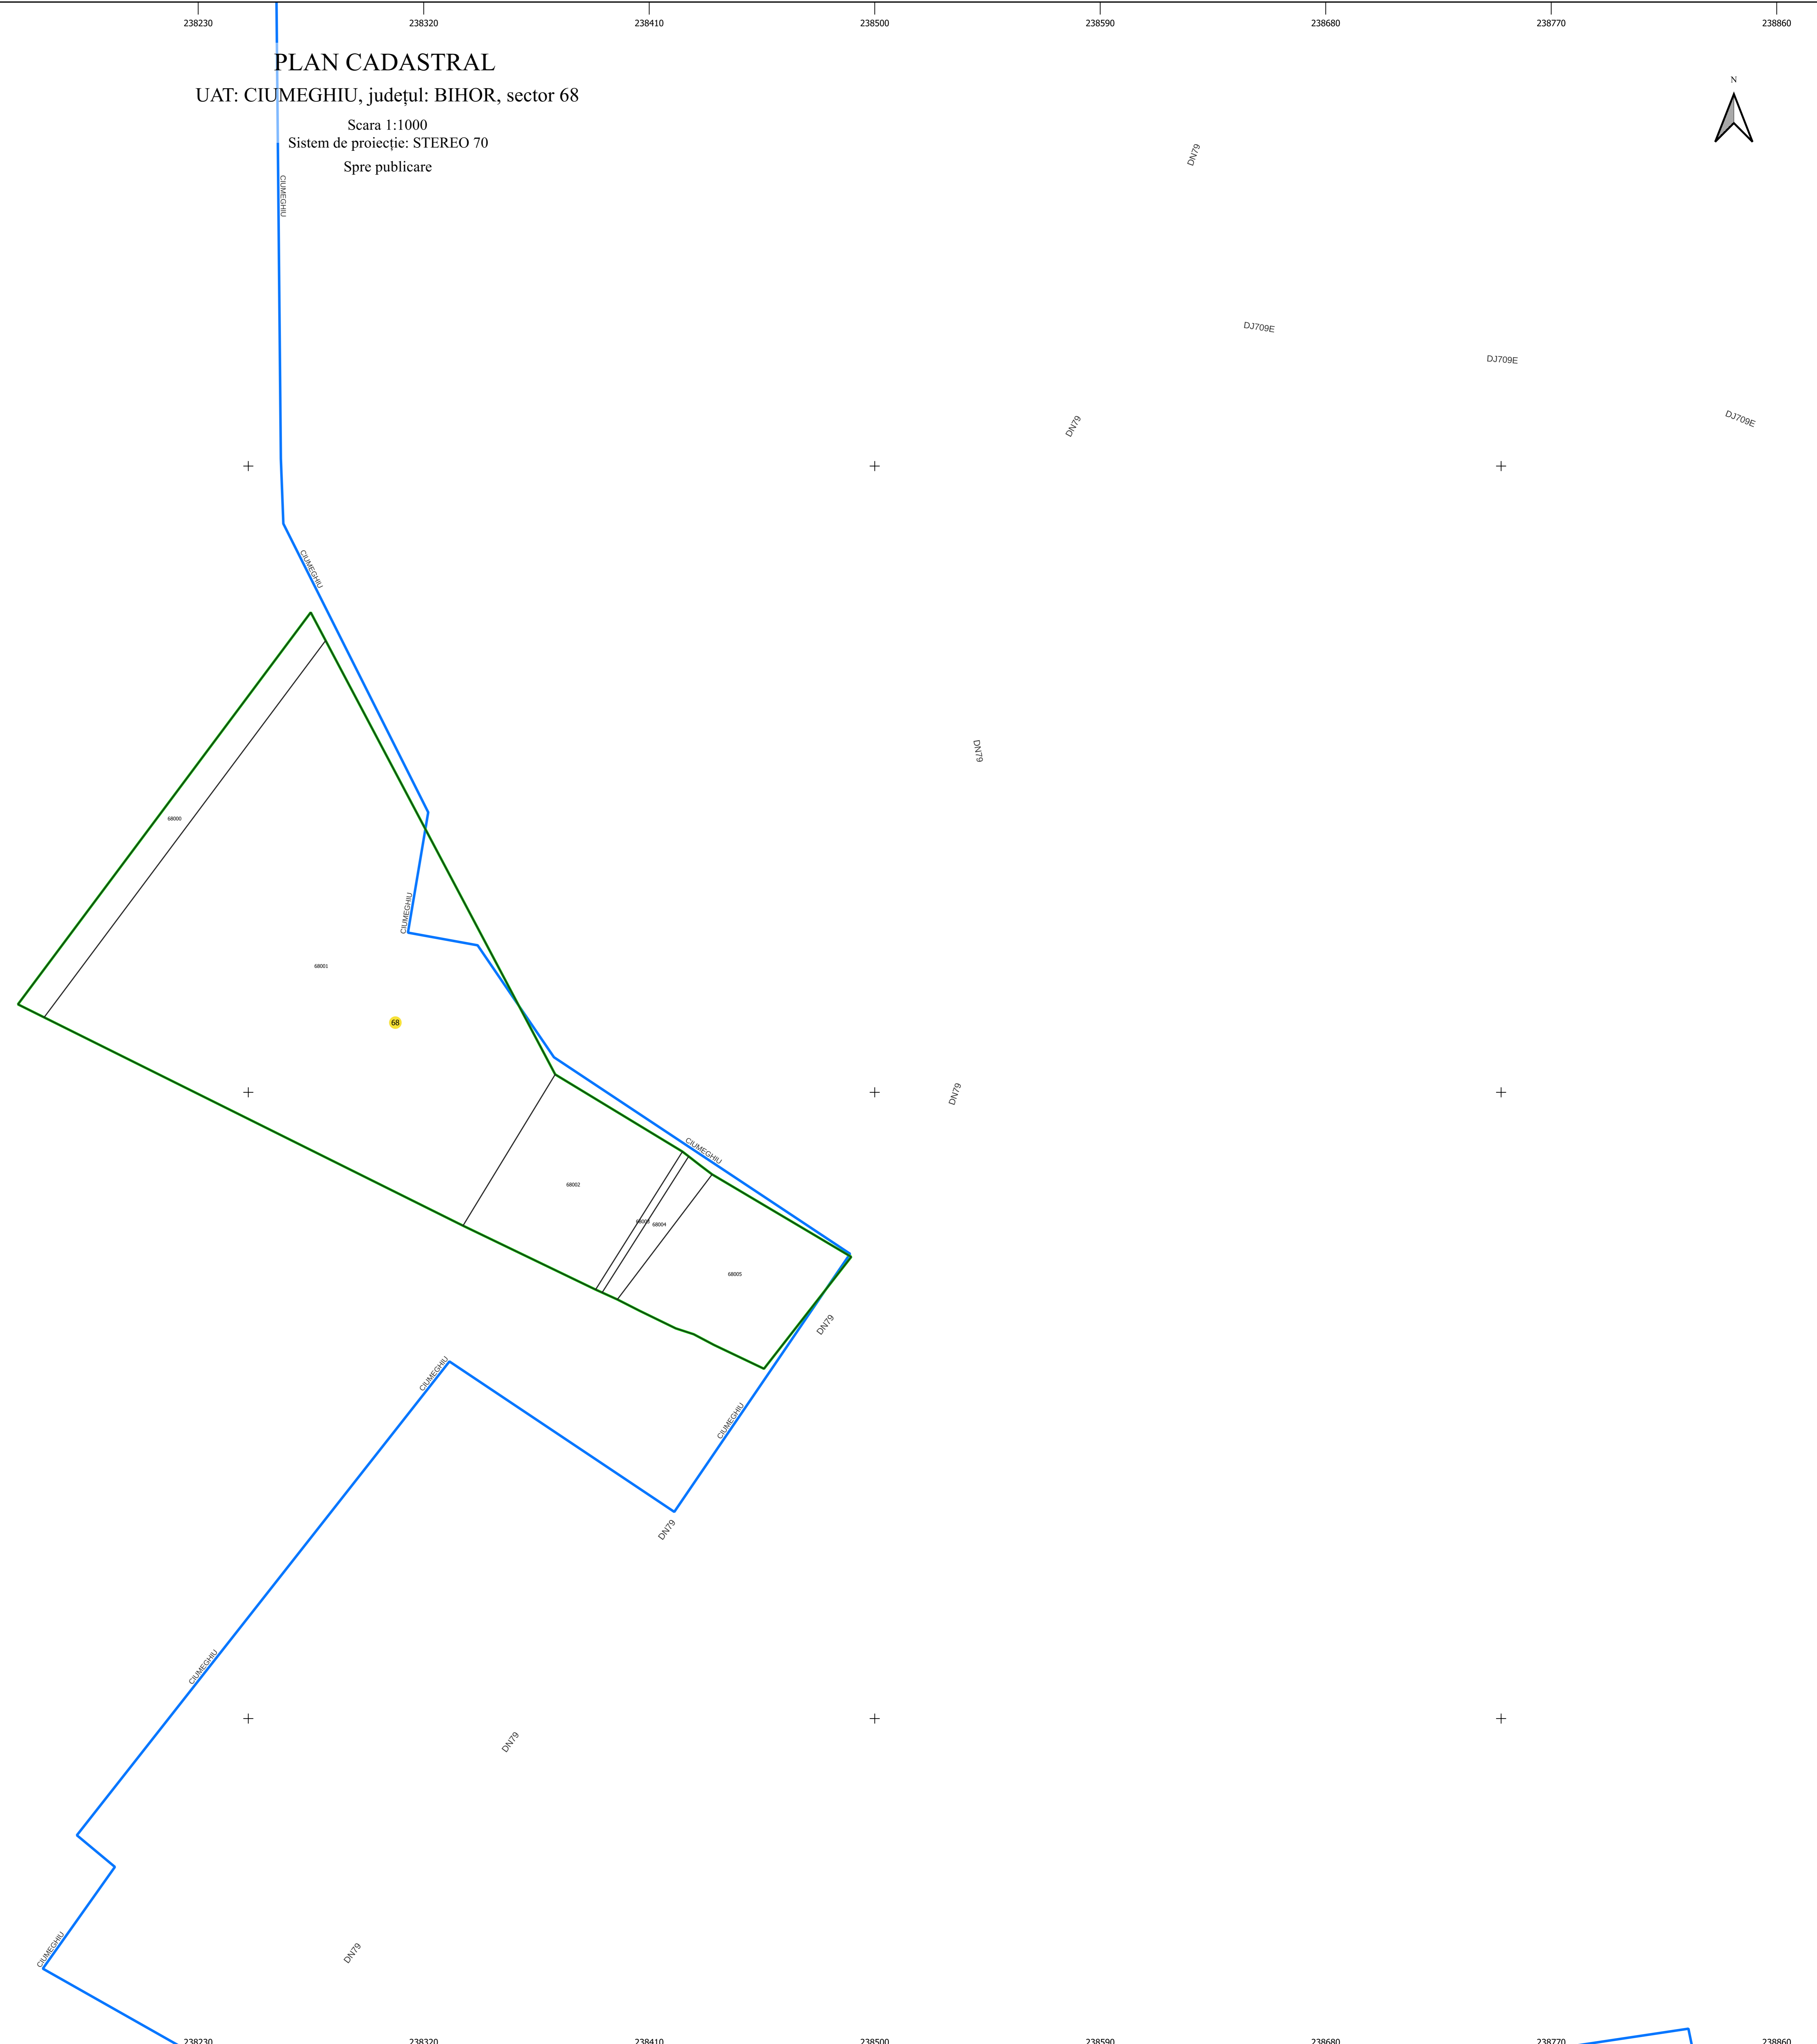 238230 238320 238410 238500 238590 238680 238770 238860
PLAN CADASTRAL
UAT: CIUMEGHIU, județul: BIHOR, sector 68
Scara 1:1000
Sistem de proiecție: STEREO 70
Spre publicare
N
DN79
CIUMEGHIU
DJ709E
DJ709E
DJ709E
DN79
CIUMEGHIU
DN79
68000
CIUMEGHIU
68001
68
DN79
CIUMEGHIU
68002
68003
68004
68005
DN79
CIUMEGHIU
CIUMEGHIU
DN79
CIUMEGHIU
DN79
CIUMEGHIU
DN79
238230 238320 238410 238500 238590 238680 238770 238860